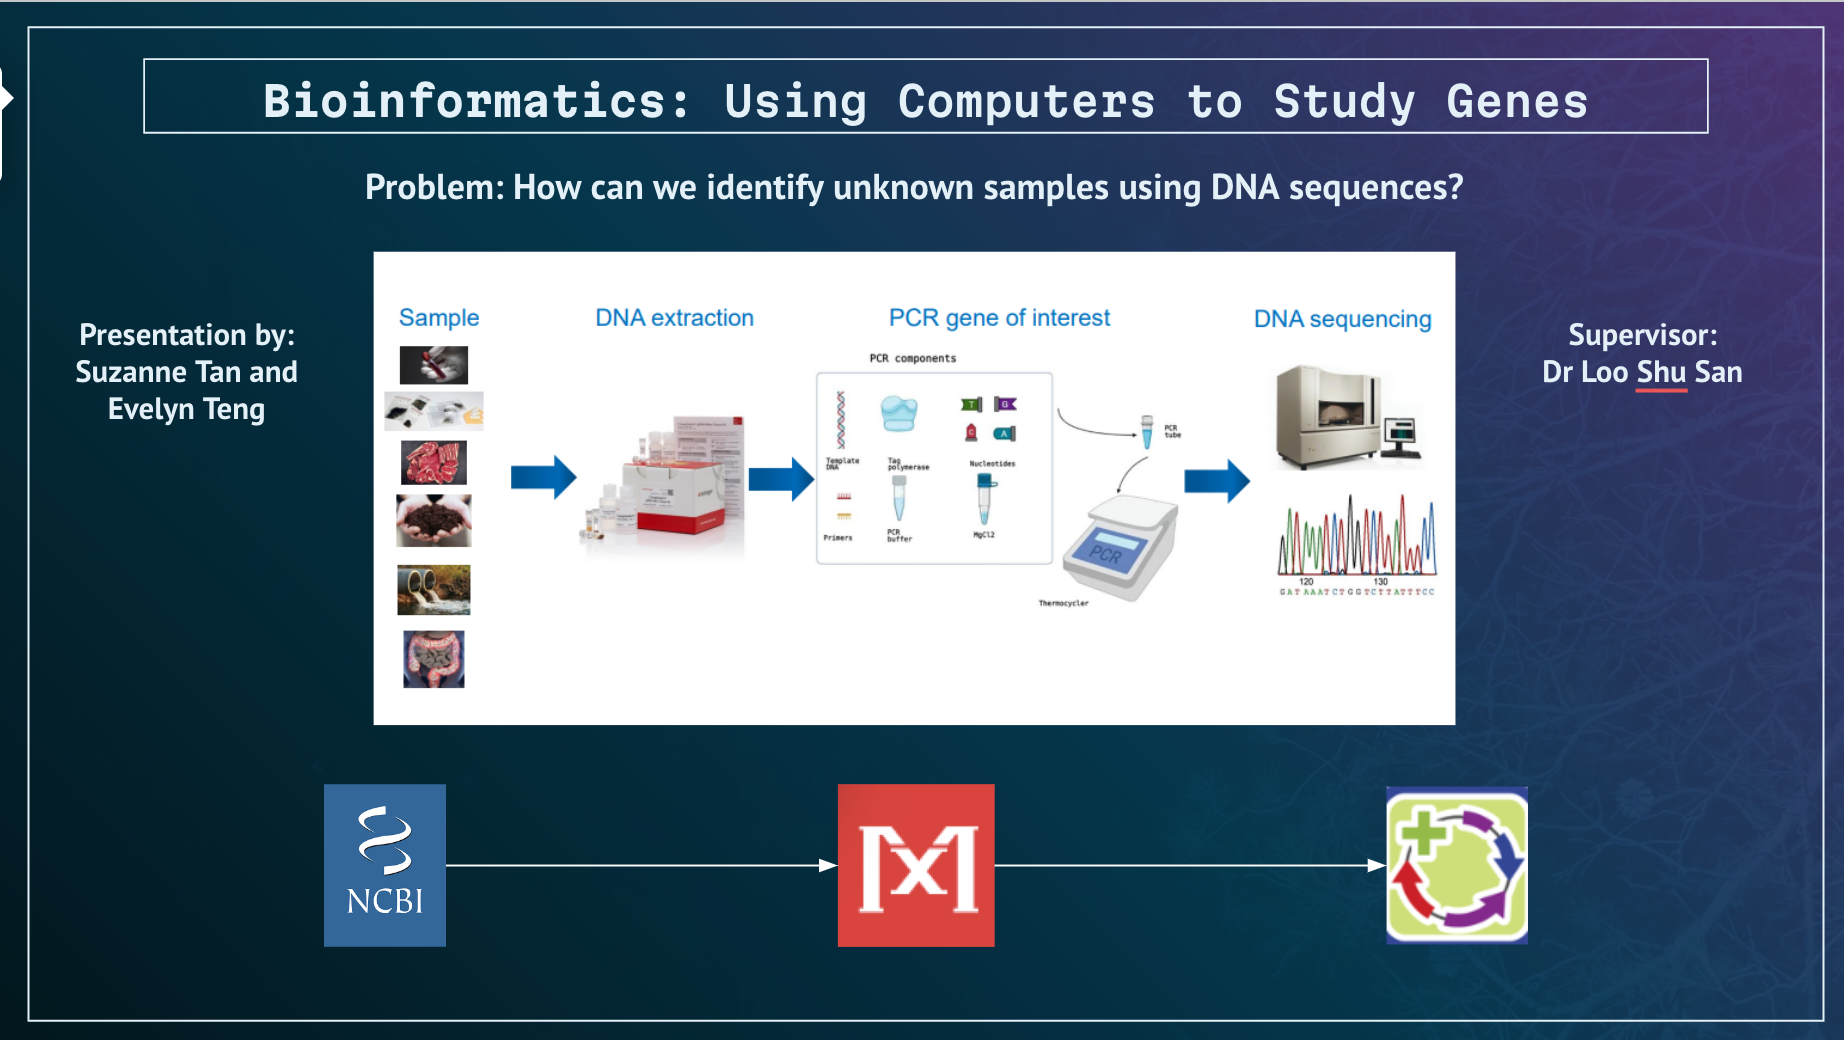 Bioinformatics: Using Computers to Study Genes
Problem: How can we identify unknown samples using DNA sequences?
Presentation by:
Suzanne Tan and
Evelyn Teng
Supervisor:
Dr Loo Shu San
Sample
DNA extraction
PCR gene of interest
DNA sequencing
PCR components
T
G
C
A
Template
DNA
Taq
polymerase
Nucleotides
Primers
PCR
buffer
MgCl2
PCR
tube
PCR
Thermocycler
120
130
GATAAATCTGGTCTTATTTCC
NCBI
M